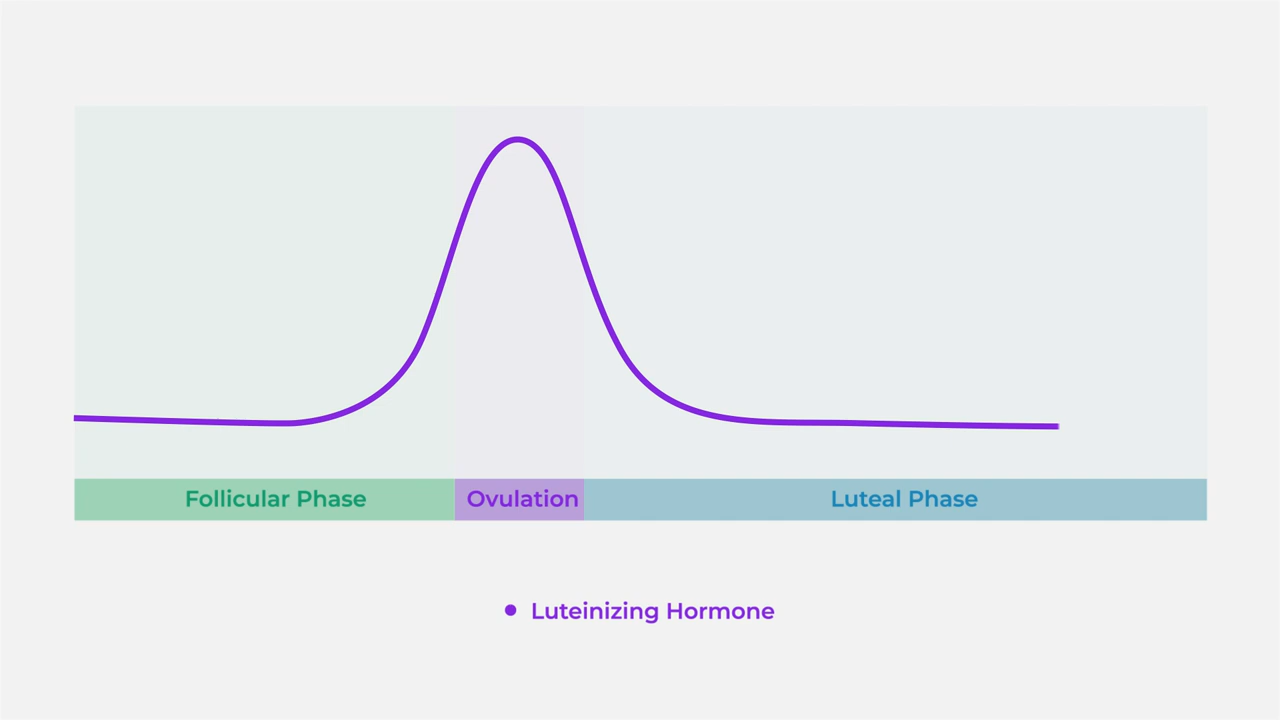 Follicular Phase
Ovulation
Luteal Phase
Luteinizing Hormone